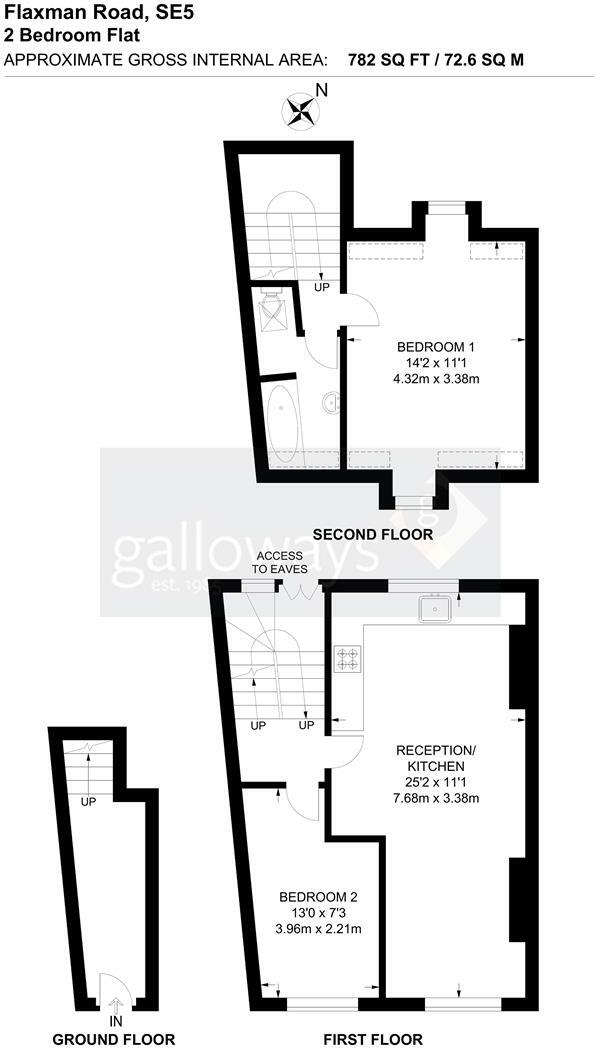 Flaxman Road, SE5
2 Bedroom Flat
APPROXIMATE GROSS INTERNAL AREA: 782 SQ FT / 72.6 SQ M
N
UP
BEDROOM 1
14'2 x 11'1
4.32m x 3.38m
SECOND FLOOR
g
galloways
est. 1985
ACCESS
TO EAVES
UP
UP
RECEPTION/
KITCHEN
25'2 x 11'1
7.68m x 3.38m
UP
BEDROOM 2
13'0 x 7'3
3.96m x 2.21m
IN
GROUND FLOOR
FIRST FLOOR